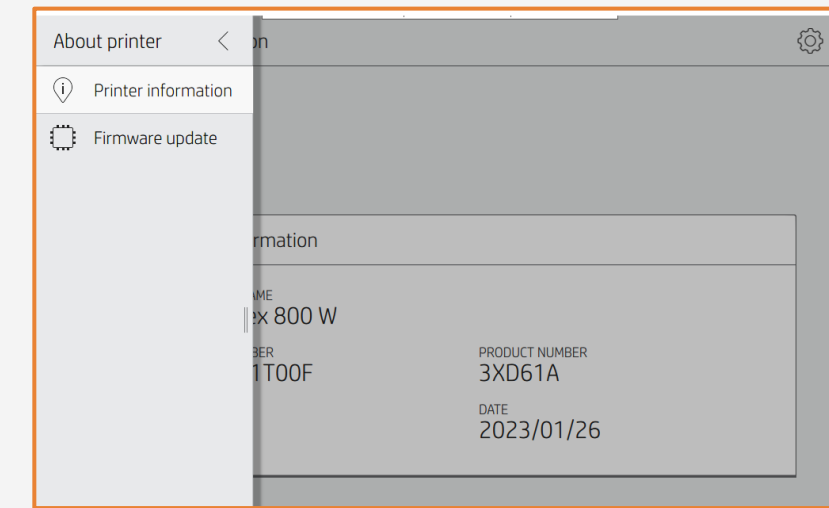 About printer
on
Printer information
Firmware update
rmation
AME
ex 800 W
BER
PRODUCT NUMBER
1T00F
3XD61A
DATE
2023/01/26